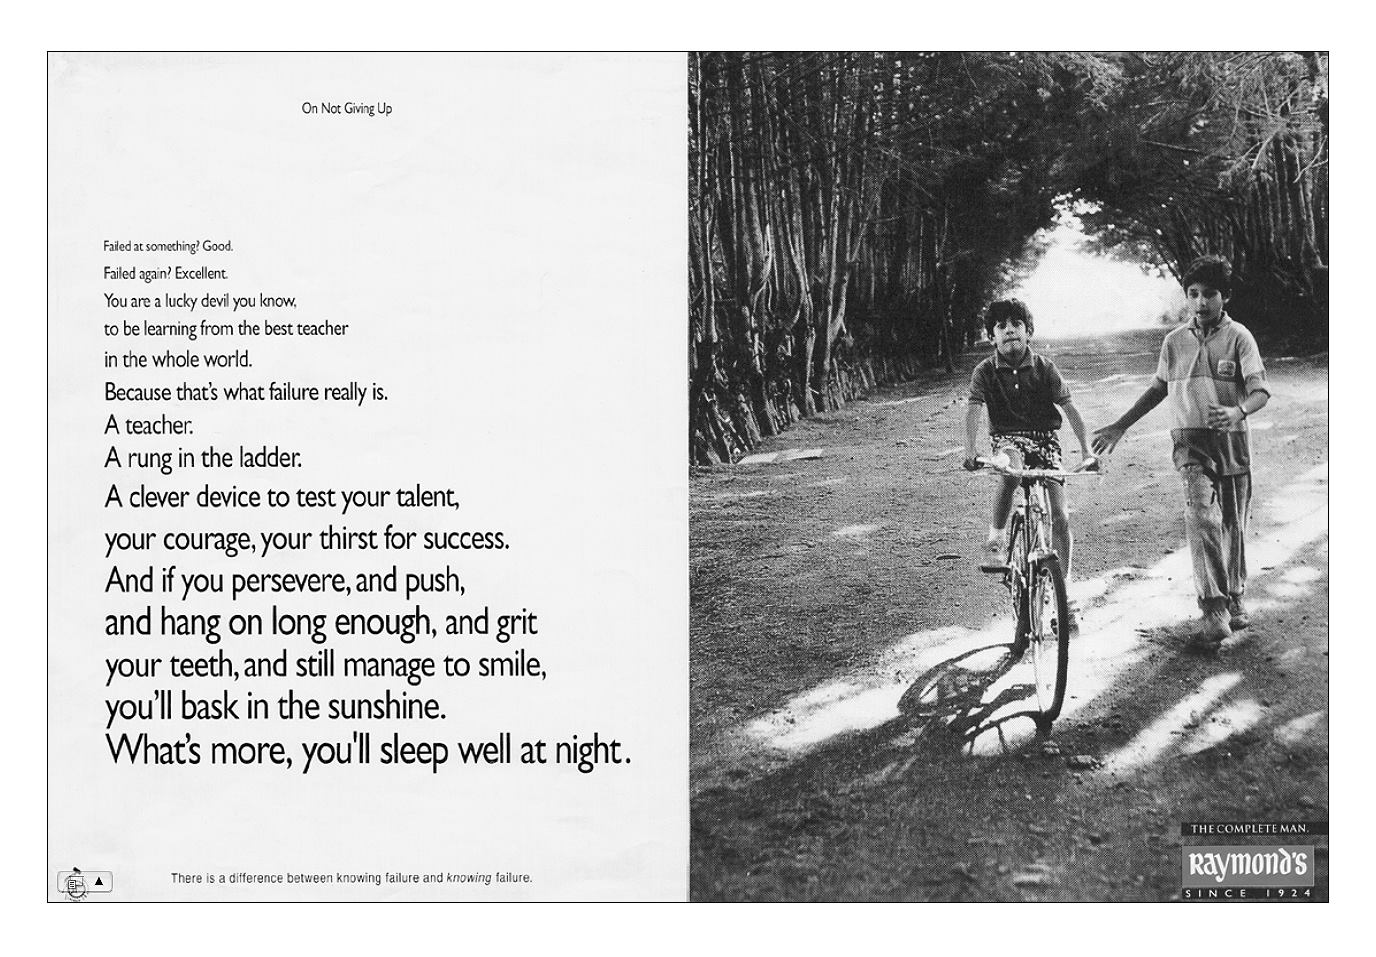 On Not Giving Up
Failed at something? Good.
Failed again? Excellent.
You are a lucky devil you know,
to be learning from the best teacher
in the whole world.
Because that's what failure really is.
A teacher.
A rung in the ladder.
A clever device to test your talent,
your courage, your thirst for success.
And if you persevere, and push,
and hang on long enough, and grit
your teeth, and still manage to smile,
you'll bask in the sunshine.
What's more, you'll sleep well at night.
There is a difference between knowing failure and knowing failure.
THE COMPLETE MAN.
Raymond's
SINCE 1924